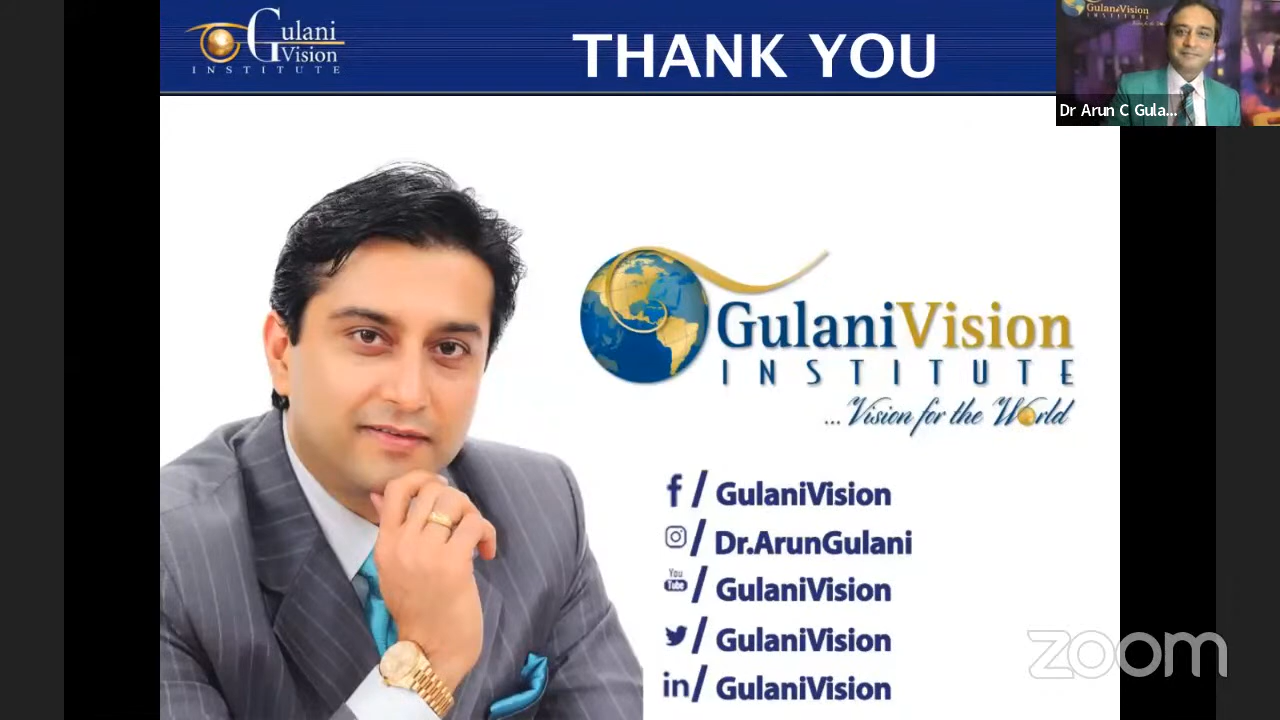 Gulani
Vision
INSTITUTE
THANK YOU
GulaniVision
INSTITUTE
Dr Arun C Gula...
GulaniVision
INSTITUTE
...Vision for the World
f / GulaniVision
/ Dr.ArunGulani
You Tube / GulaniVision
/ GulaniVision
in / GulaniVision
zoom